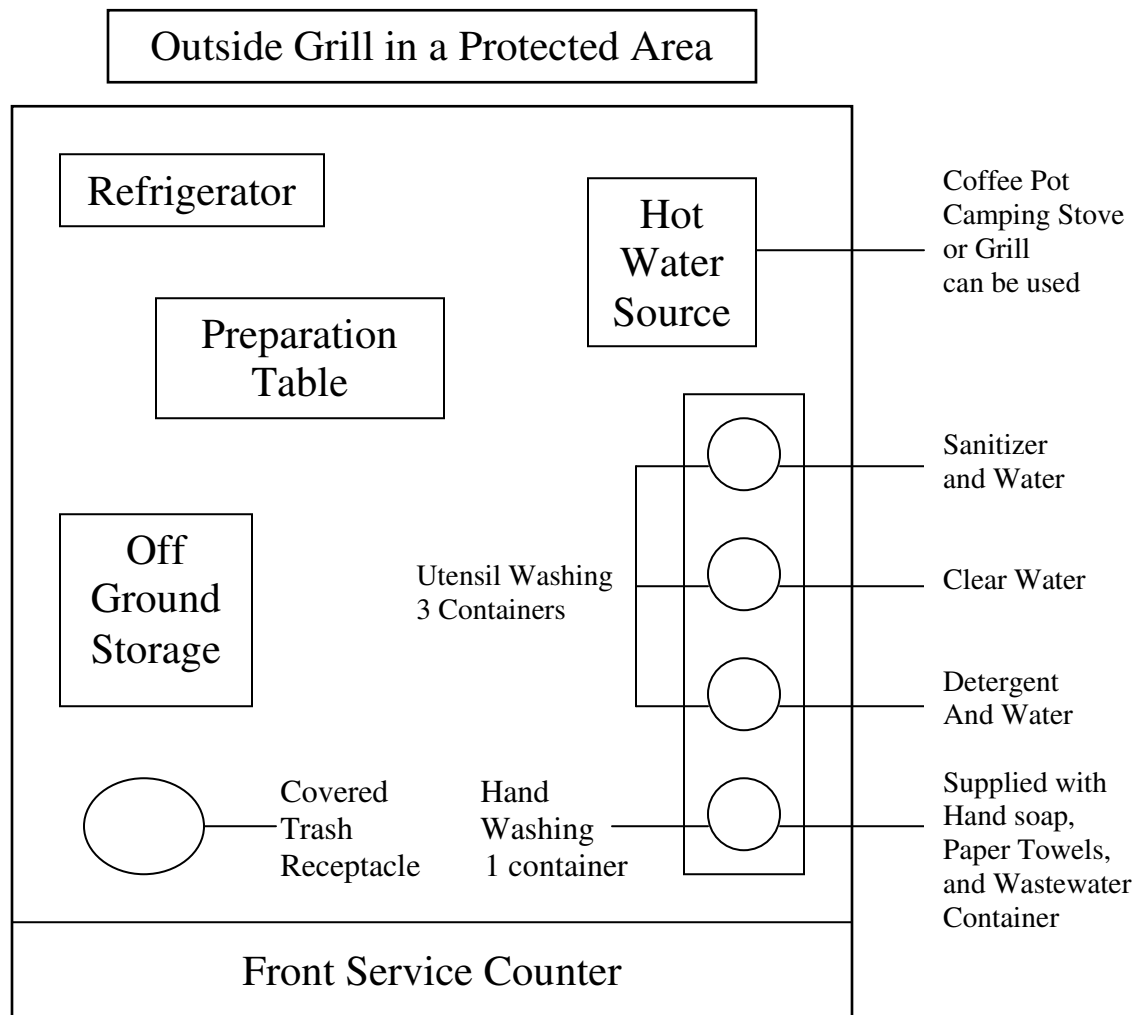 Outside Grill in a Protected Area
Refrigerator
Hot
Water
Source
Coffee Pot
Camping Stove
or Grill
can be used
Preparation
Table
Sanitizer
and Water
Off
Ground
Storage
Utensil Washing
3 Containers
Clear Water
Detergent
And Water
Covered
Trash
Receptacle
Hand
Washing
1 container
Supplied with
Hand soap,
Paper Towels,
and Wastewater
Container
Front Service Counter